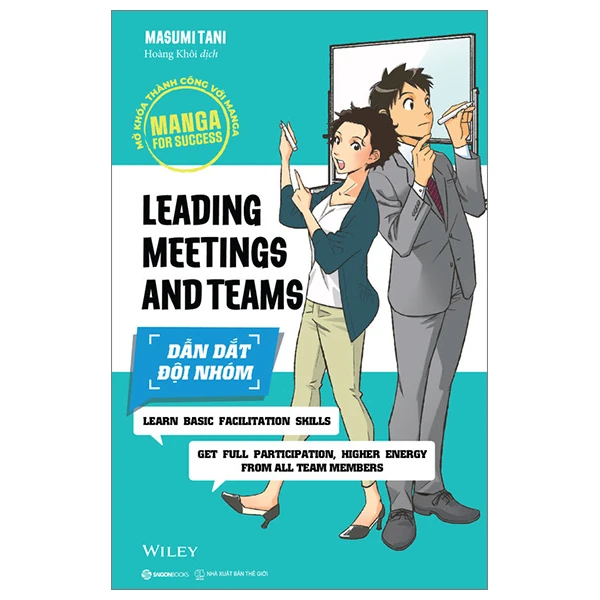 MASUMI TANI
Hoàng Khôi dịch
MỞ KHÓA THÀNH CÔNG VỚI MANGA
MANGA
FOR SUCCESS
LEADING
MEETINGS
AND TEAMS
DẪN DẮT
ĐỘI NHÓM
LEARN BASIC FACILITATION SKILLS
GET FULL PARTICIPATION, HIGHER ENERGY
FROM ALL TEAM MEMBERS
WILEY
SAIGONBOOKS
NHÀ XUẤT BẢN THẾ GIỚI